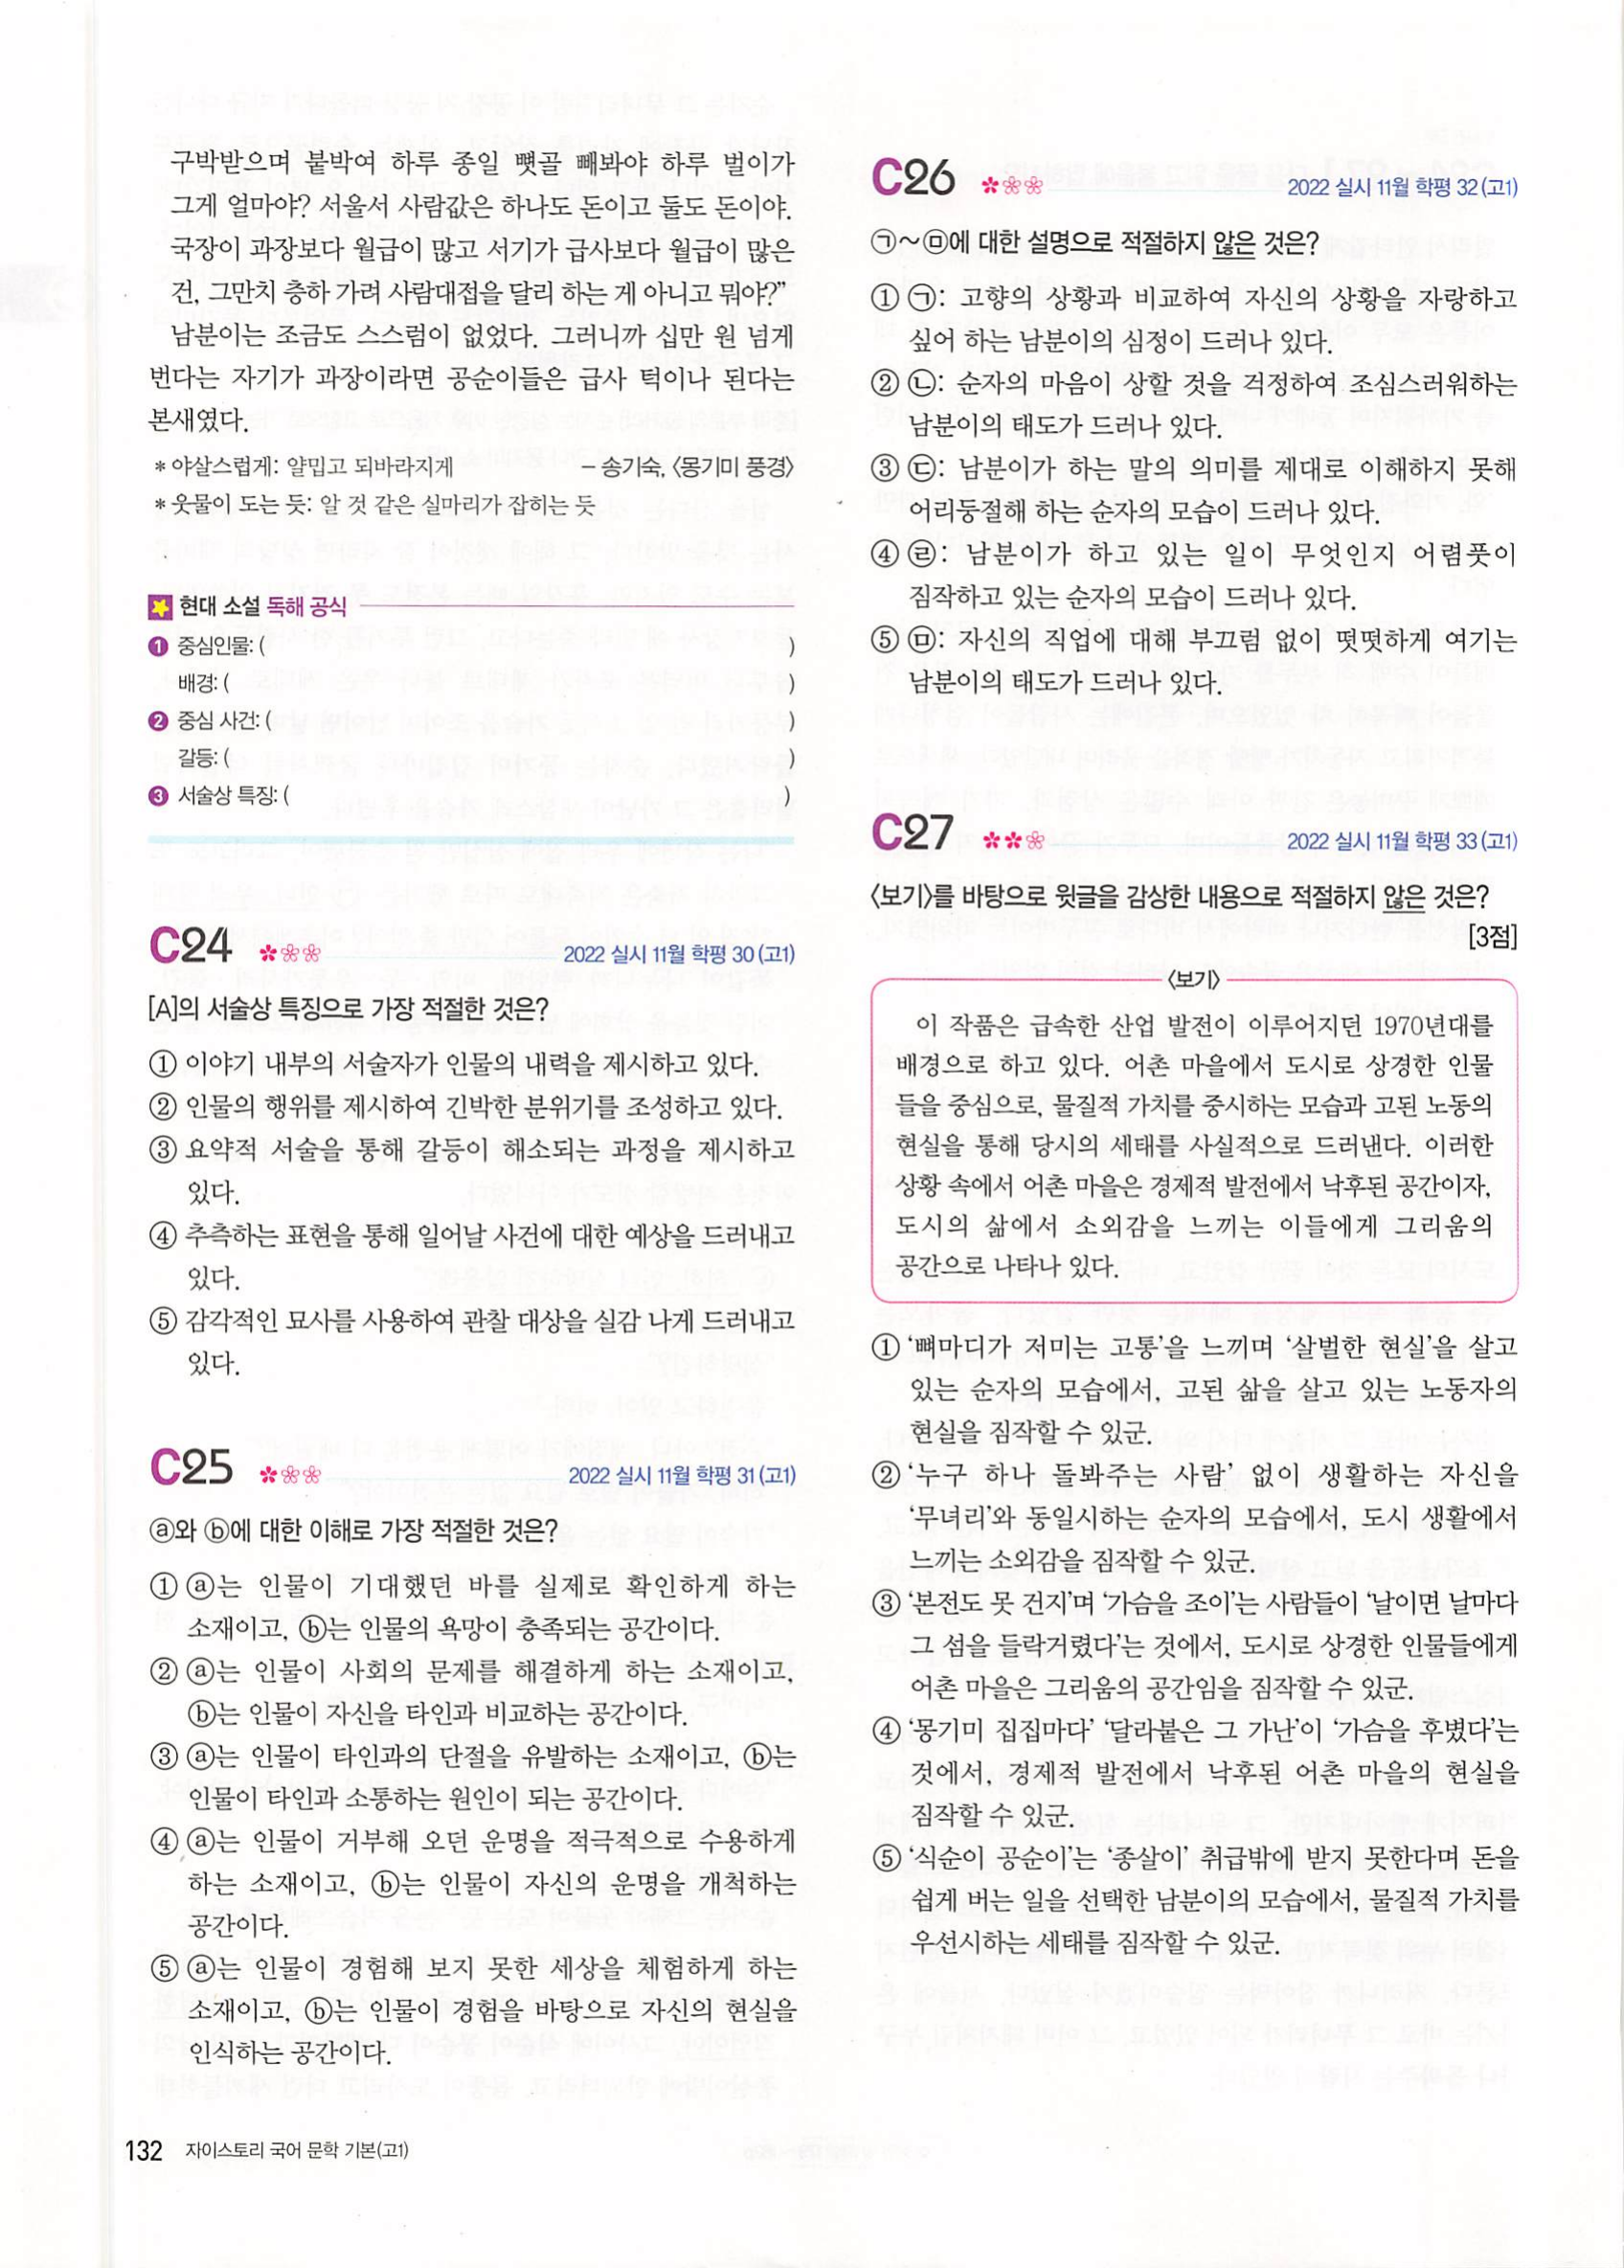 구박받으며 붙박여 하루 종일 뼛골 빼봐야 하루 벌이가
그게 얼마야? 서울서 사람값은 하나도 돈이고 둘도 돈이야.
국장이 과장보다 월급이 많고 서기가 급사보다 월급이 많은
건, 그만치 층하 가려 사람대접을 달리 하는 게 아니고 뭐야?”
남분이는 조금도 스스럼이 없었다. 그러니까 십만 원 넘게
번다는 자기가 과장이라면 공순이들은 급사 턱이나 된다는
본새였다.
* 야살스럽게: 얄밉고 되바라지게
– 송기숙, 〈몽기미 풍경〉
* 웃물이 도는 듯: 알 것 같은 실마리가 잡히는 듯
현대 소설 독해 공식
❶ 중심인물: ( )
배경: ( )
❷ 중심 사건: ( )
갈등: ( )
❸ 서술상 특징: ( )
C24 2022 실시 11월 학평 30 (고1)
[A]의 서술상 특징으로 가장 적절한 것은?
① 이야기 내부의 서술자가 인물의 내력을 제시하고 있다.
② 인물의 행위를 제시하여 긴박한 분위기를 조성하고 있다.
③ 요약적 서술을 통해 갈등이 해소되는 과정을 제시하고
있다.
④ 추측하는 표현을 통해 일어날 사건에 대한 예상을 드러내고
있다.
⑤ 감각적인 묘사를 사용하여 관찰 대상을 실감 나게 드러내고
있다.
C25 2022 실시 11월 학평 31 (고1)
ⓐ와 ⓑ에 대한 이해로 가장 적절한 것은?
① ⓐ는 인물이 기대했던 바를 실제로 확인하게 하는
소재이고, ⓑ는 인물의 욕망이 충족되는 공간이다.
② ⓐ는 인물이 사회의 문제를 해결하게 하는 소재이고,
ⓑ는 인물이 자신을 타인과 비교하는 공간이다.
③ ⓐ는 인물이 타인과의 단절을 유발하는 소재이고, ⓑ는
인물이 타인과 소통하는 원인이 되는 공간이다.
④ ⓐ는 인물이 거부해 오던 운명을 적극적으로 수용하게
하는 소재이고, ⓑ는 인물이 자신의 운명을 개척하는
공간이다.
⑤ ⓐ는 인물이 경험해 보지 못한 세상을 체험하게 하는
소재이고, ⓑ는 인물이 경험을 바탕으로 자신의 현실을
인식하는 공간이다.
132 자이스토리 국어 문학 기본(고1)
C26 2022 실시 11월 학평 32 (고1)
㉠～㉤에 대한 설명으로 적절하지 않은 것은?
① ㉠: 고향의 상황과 비교하여 자신의 상황을 자랑하고
싶어 하는 남분이의 심정이 드러나 있다.
② ㉡: 순자의 마음이 상할 것을 걱정하여 조심스러워하는
남분이의 태도가 드러나 있다.
③ ㉢: 남분이가 하는 말의 의미를 제대로 이해하지 못해
어리둥절해 하는 순자의 모습이 드러나 있다.
④ ㉣: 남분이가 하고 있는 일이 무엇인지 어렴풋이
짐작하고 있는 순자의 모습이 드러나 있다.
⑤ ㉤: 자신의 직업에 대해 부끄럼 없이 떳떳하게 여기는
남분이의 태도가 드러나 있다.
C27 2022 실시 11월 학평 33 (고1)
〈보기〉를 바탕으로 윗글을 감상한 내용으로 적절하지 않은 것은?
[3점]
〈보기〉
이 작품은 급속한 산업 발전이 이루어지던 1970년대를
배경으로 하고 있다. 어촌 마을에서 도시로 상경한 인물
들을 중심으로, 물질적 가치를 중시하는 모습과 고된 노동의
현실을 통해 당시의 세태를 사실적으로 드러낸다. 이러한
상황 속에서 어촌 마을은 경제적 발전에서 낙후된 공간이자,
도시의 삶에서 소외감을 느끼는 이들에게 그리움의
공간으로 나타나 있다.
① ‘뼈마디가 저미는 고통’을 느끼며 ‘살벌한 현실’을 살고
있는 순자의 모습에서, 고된 삶을 살고 있는 노동자의
현실을 짐작할 수 있군.
② ‘누구 하나 돌봐주는 사람’ 없이 생활하는 자신을
‘무녀리’와 동일시하는 순자의 모습에서, 도시 생활에서
느끼는 소외감을 짐작할 수 있군.
③ ‘본전도 못 건지’며 ‘가슴을 조이’는 사람들이 ‘날이면 날마다
그 섬을 들락거렸다’는 것에서, 도시로 상경한 인물들에게
어촌 마을은 그리움의 공간임을 짐작할 수 있군.
④ ‘몽기미 집집마다’ ‘달라붙은 그 가난’이 ‘가슴을 후볐다’는
것에서, 경제적 발전에서 낙후된 어촌 마을의 현실을
짐작할 수 있군.
⑤ ‘식순이 공순이’는 ‘종살이’ 취급밖에 받지 못한다며 돈을
쉽게 버는 일을 선택한 남분이의 모습에서, 물질적 가치를
우선시하는 세태를 짐작할 수 있군.